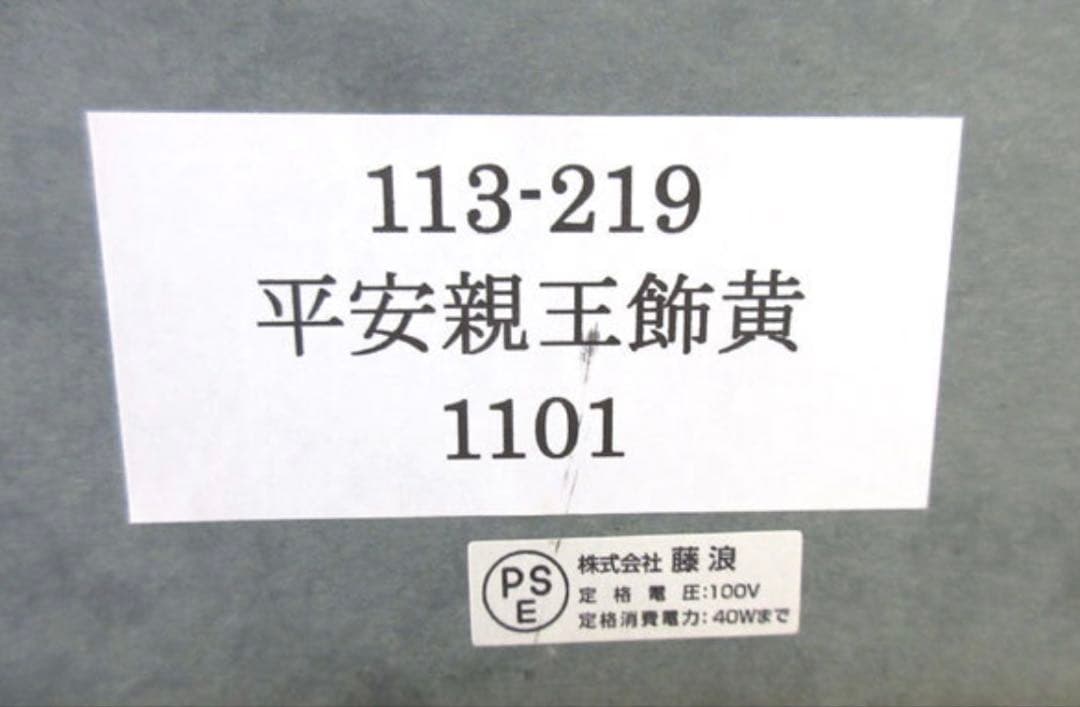 113-219
平安親王飾黄
1101
PS
E
株式会社 藤浪
定格電圧:100V
定格消費電力:40Wまで